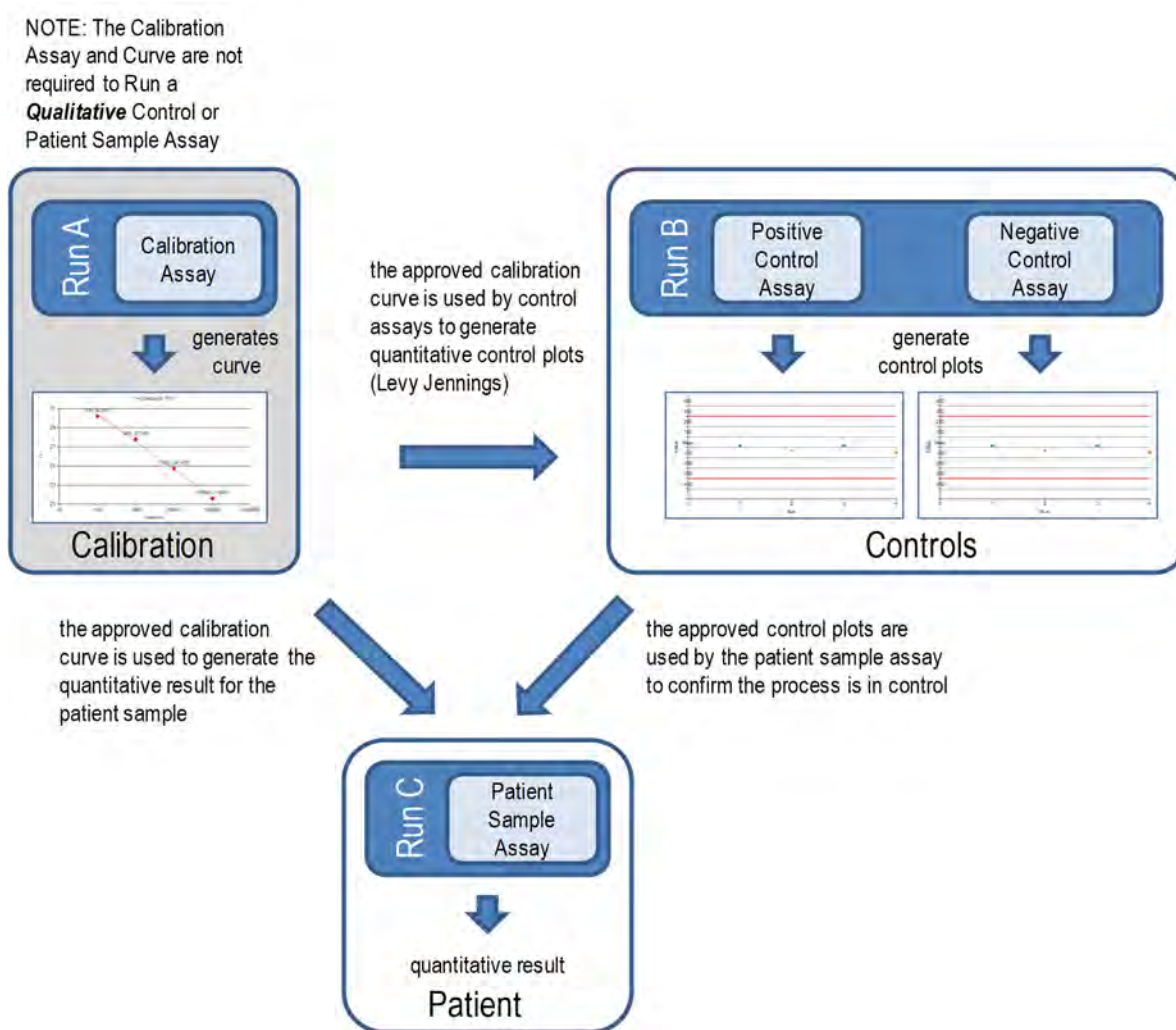 NOTE: The Calibration
Assay and Curve are not
required to Run a
Qualitative Control or
Patient Sample Assay
Run A
Calibration
Assay
generates
curve
Calibration
the approved calibration
curve is used by control
assays to generate
quantitative control plots
(Levy Jennings)
Run B
Positive
Control
Assay
Negative
Control
Assay
generate
control plots
Controls
the approved calibration
curve is used to generate the
quantitative result for the
patient sample
the approved control plots are
used by the patient sample assay
to confirm the process is in control
Run C
Patient
Sample
Assay
quantitative result
Patient